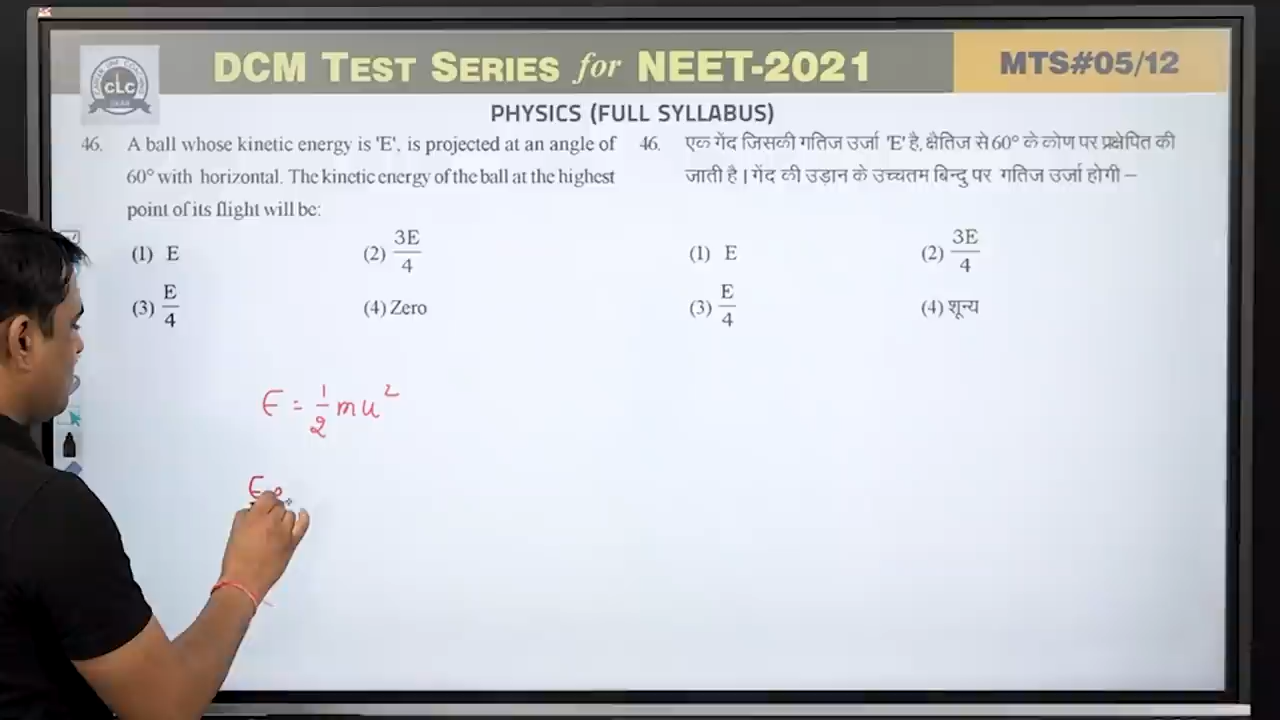 DCM TEST SERIES for NEET-2021
MTS#05/12
CLC
PHYSICS (FULL SYLLABUS)
46. A ball whose kinetic energy is 'E', is projected at an angle of
60° with horizontal. The kinetic energy of the ball at the highest
point of its flight will be:
(1) E (2) 3E/4
(3) E/4 (4) Zero
46. एक गेंद जिसकी गतिज उर्जा 'E' है, क्षैतिज से 60° के कोण पर प्रक्षेपित की
जाती है। गेंद की उड़ान के उच्चतम बिन्दु पर गतिज उर्जा होगी –
(1) E (2) 3E/4
(3) E/4 (4) शून्य
E = 1/2 mu²
E